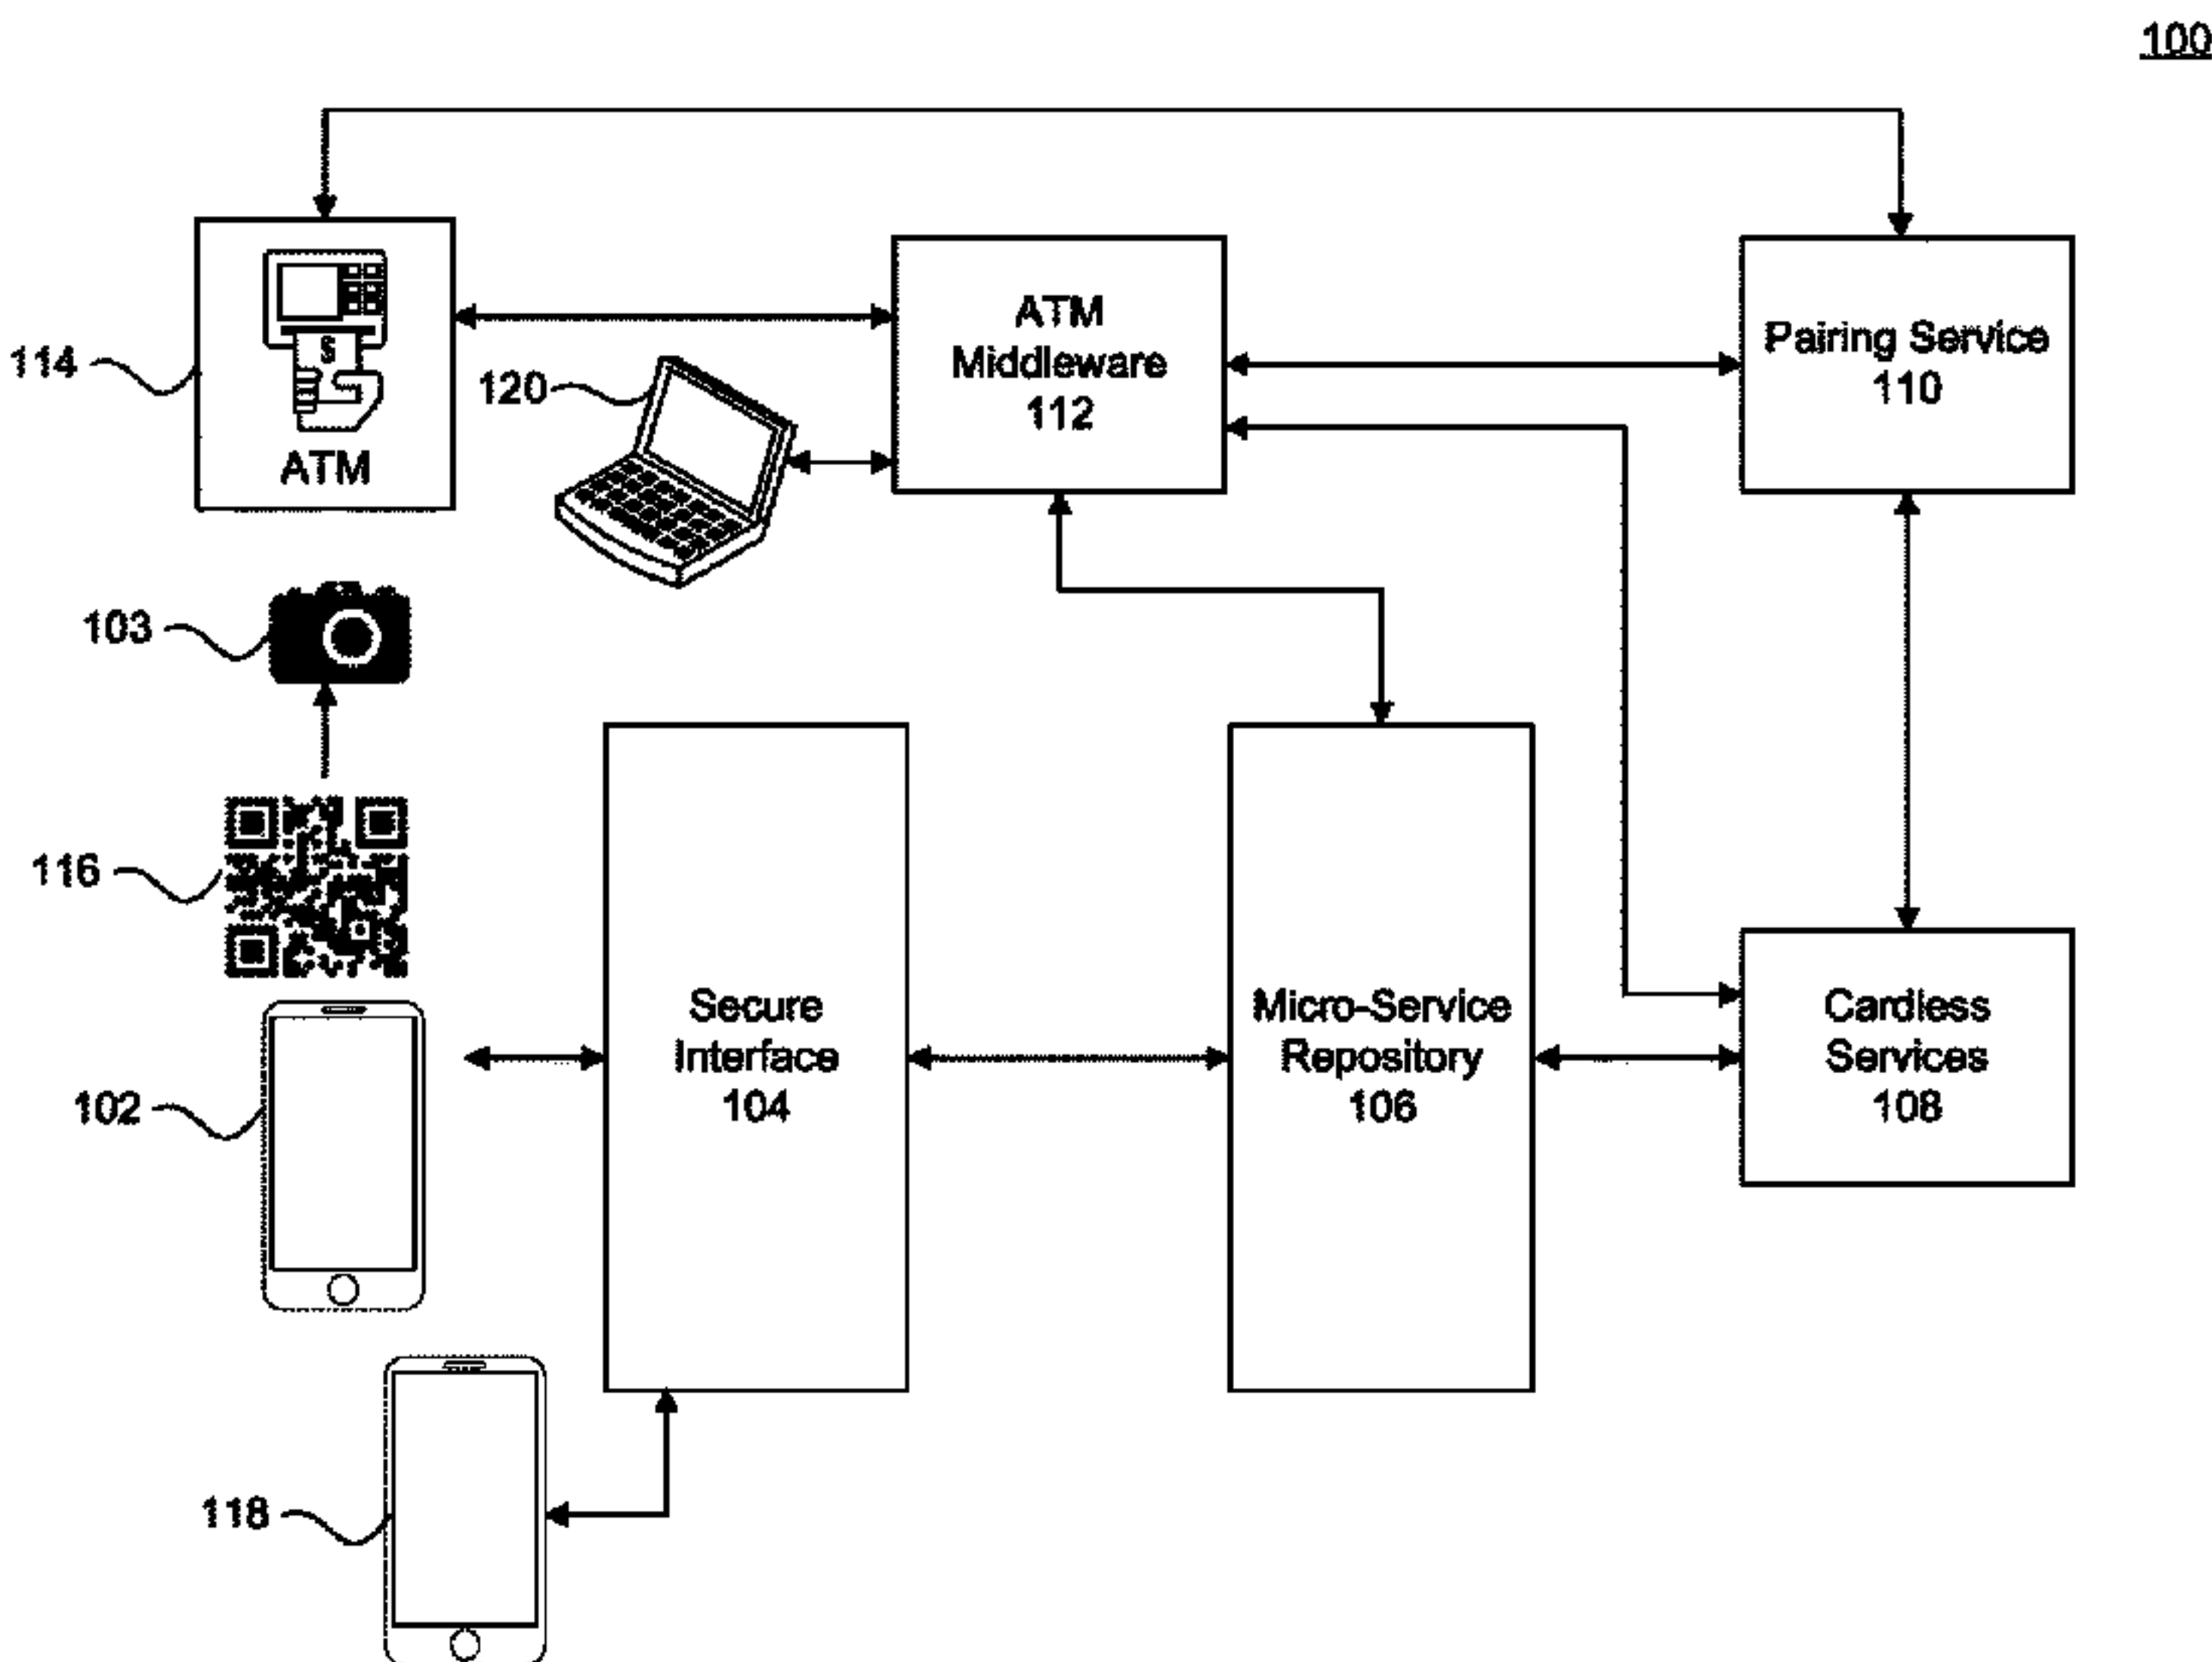 100
114
$
ATM
120
ATM
Middleware
112
Pairing Service
110
103
116
102
Secure
Interface
104
Micro-Service
Repository
106
Cardless
Services
108
118